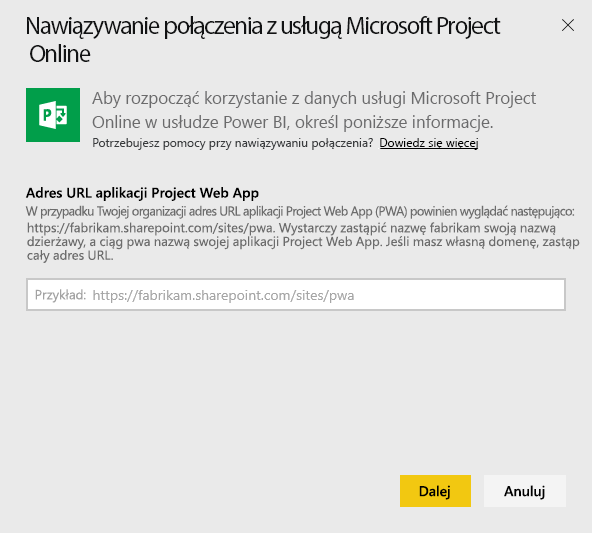 Nawiązywanie połączenia z usługą Microsoft Project
Online
Aby rozpocząć korzystanie z danych usługi Microsoft Project
Online w usłudze Power BI, określ poniższe informacje.
Potrzebujesz pomocy przy nawiązywaniu połączenia? Dowiedz się więcej
Adres URL aplikacji Project Web App
W przypadku Twojej organizacji adres URL aplikacji Project Web App (PWA) powinien wyglądać następująco:
https://fabrikam.sharepoint.com/sites/pwa. Wystarczy zastąpić nazwę fabrikam swoją nazwą
dzierżawy, a ciąg pwa nazwą swojej aplikacji Project Web App. Jeśli masz własną domenę, zastąp
cały adres URL.
Przykład: https://fabrikam.sharepoint.com/sites/pwa
Dalej Anuluj